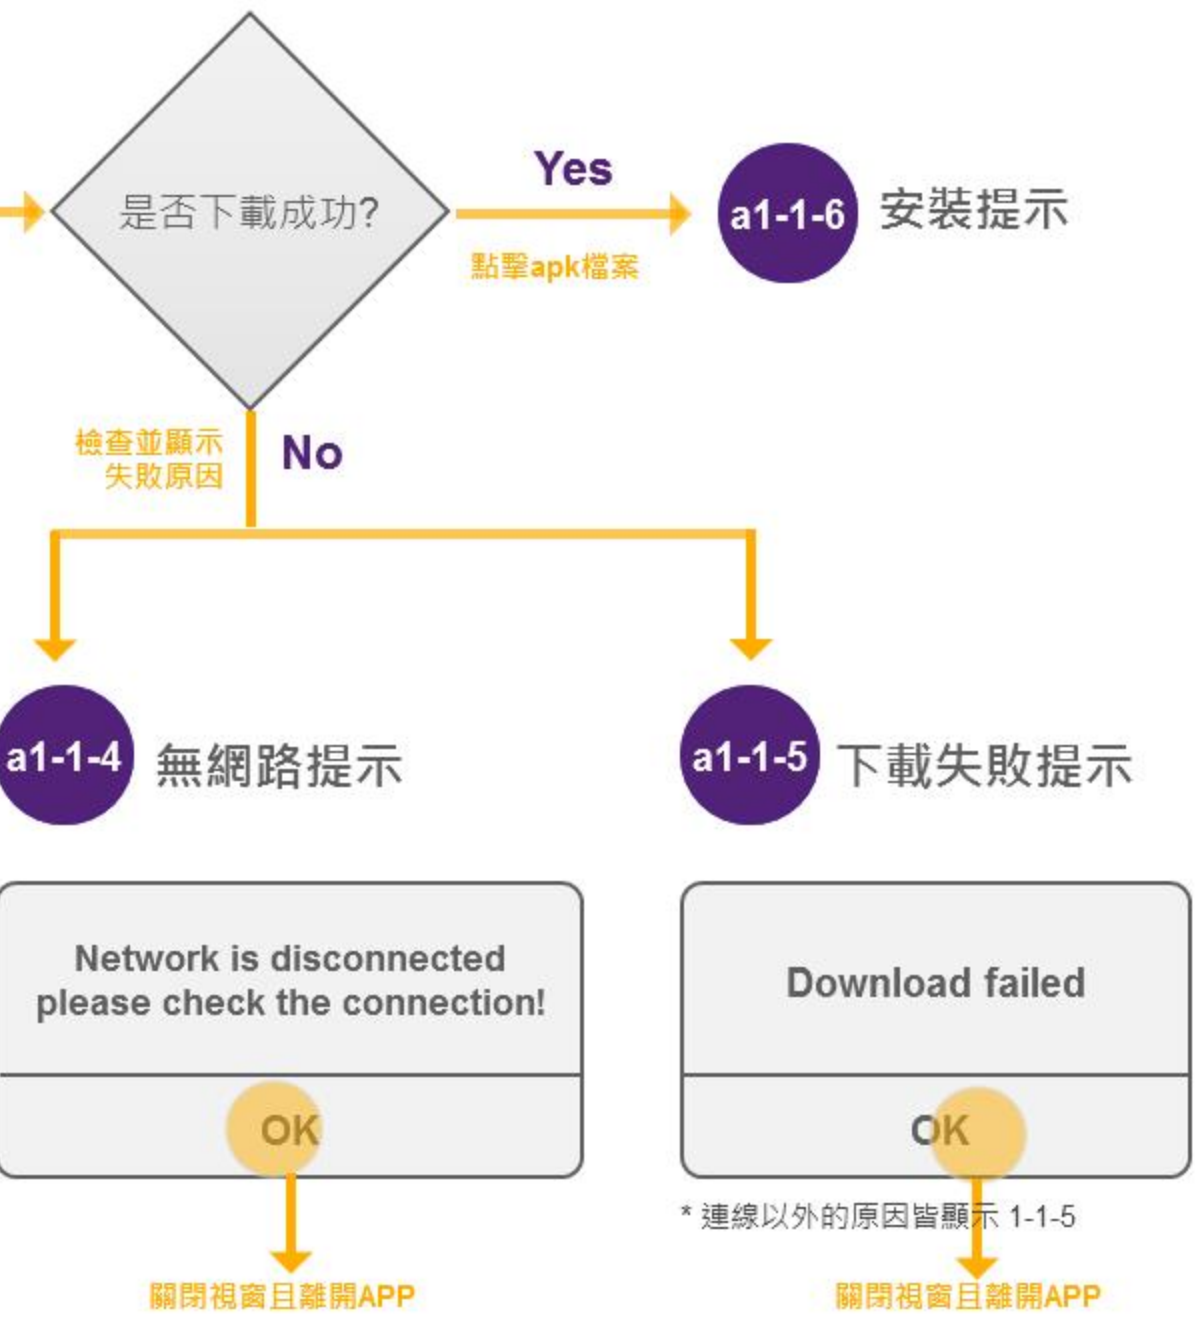 是否下載成功?
Yes
點擊apk檔案
a1-1-6
安裝提示
檢查並顯示
失敗原因
No
a1-1-4
無網路提示
a1-1-5
下載失敗提示
Network is disconnected
please check the connection!
OK
關閉視窗且離開APP
Download failed
OK
* 連線以外的原因皆顯示 1-1-5
關閉視窗且離開APP